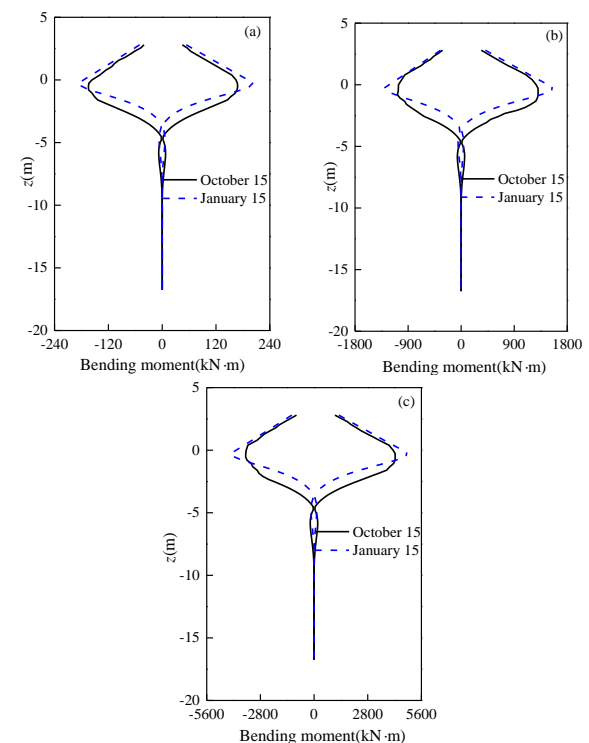 5
(a)
0
-5
z(m)
October 15
January 15
-10
-15
-20
-240 -120 0 120 240
Bending moment(kN·m)
5
(b)
0
-5
z(m)
October 15
January 15
-10
-15
-20
-1800 -900 0 900 1800
Bending moment(kN·m)
5
(c)
0
-5
z(m)
October 15
January 15
-10
-15
-20
-5600 -2800 0 2800 5600
Bending moment(kN·m)